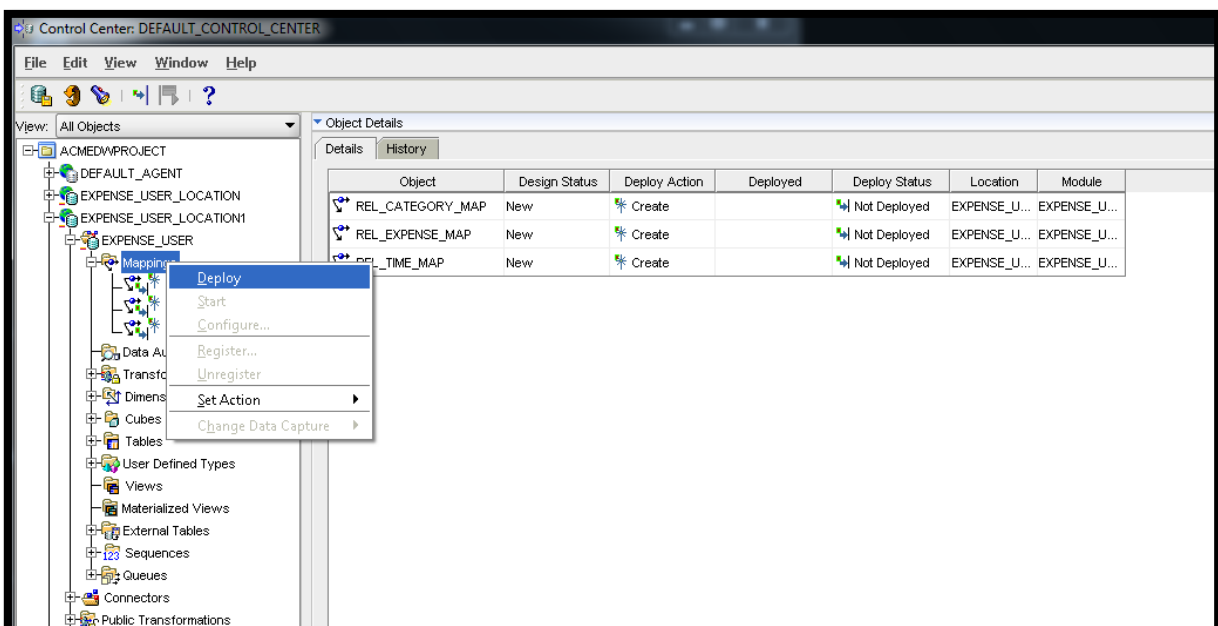 Control Center: DEFAULT_CONTROL_CENTER
File Edit View Window Help
View: All Objects
ACMEDWPROJECT
DEFAULT_AGENT
EXPENSE_USER_LOCATION
EXPENSE_USER_LOCATION1
EXPENSE_USER
Mappings
Data Au
Transfo
Dimens
Cubes
Tables
User Defined Types
Views
Materialized Views
External Tables
Sequences
Queues
Connectors
Public Transformations
Deploy
Start
Configure...
Register...
Unregister
Set Action
Change Data Capture
Object Details
Details History
Object Design Status Deploy Action Deployed Deploy Status Location Module
REL_CATEGORY_MAP New Create Not Deployed EXPENSE_U... EXPENSE_U...
REL_EXPENSE_MAP New Create Not Deployed EXPENSE_U... EXPENSE_U...
REL_TIME_MAP New Create Not Deployed EXPENSE_U... EXPENSE_U...